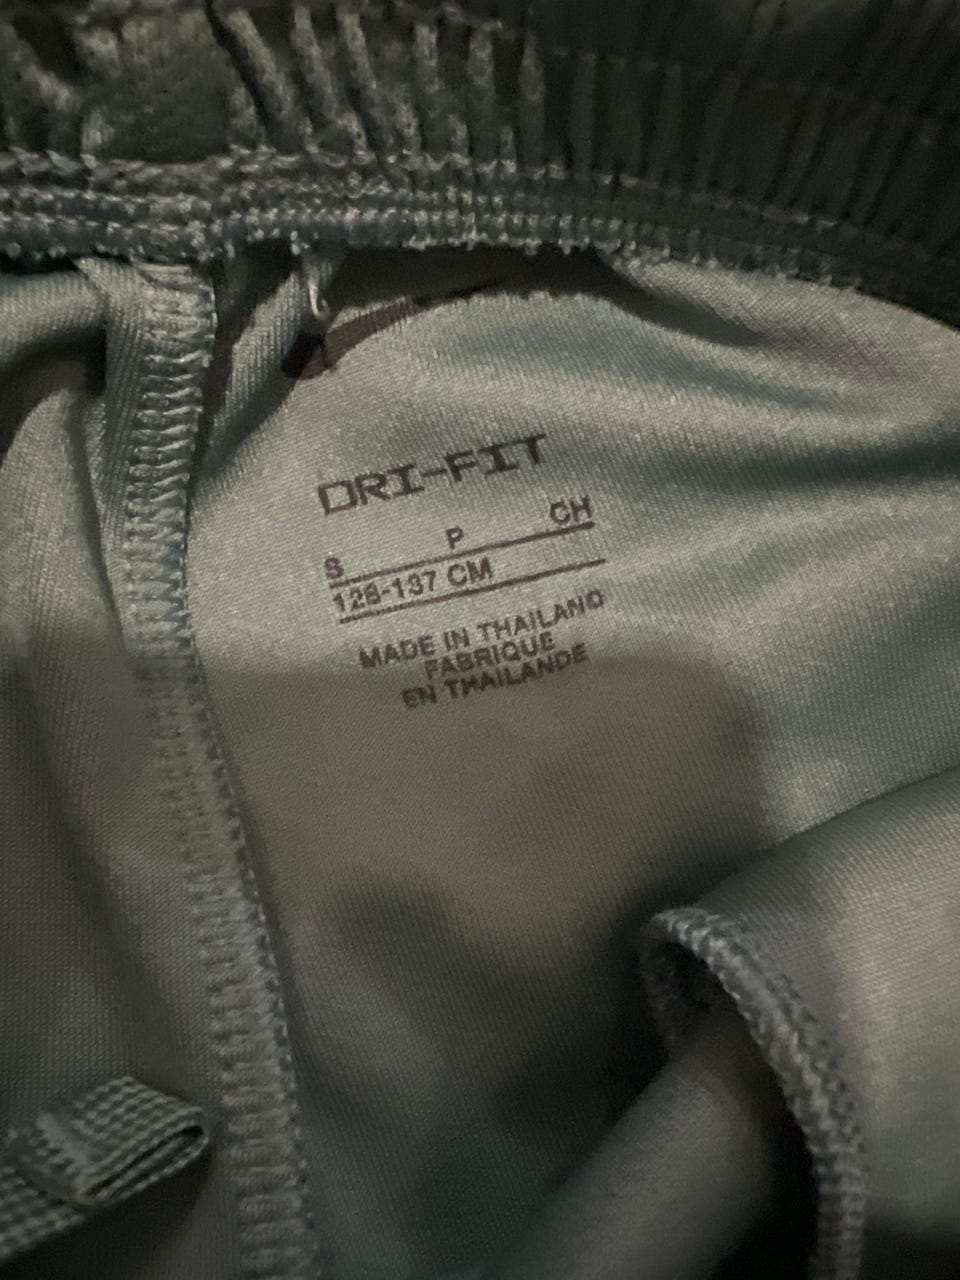 DRI-FIT
S P CH
128-137 CM
MADE IN THAILAND
FABRIQUE
EN THAILANDE